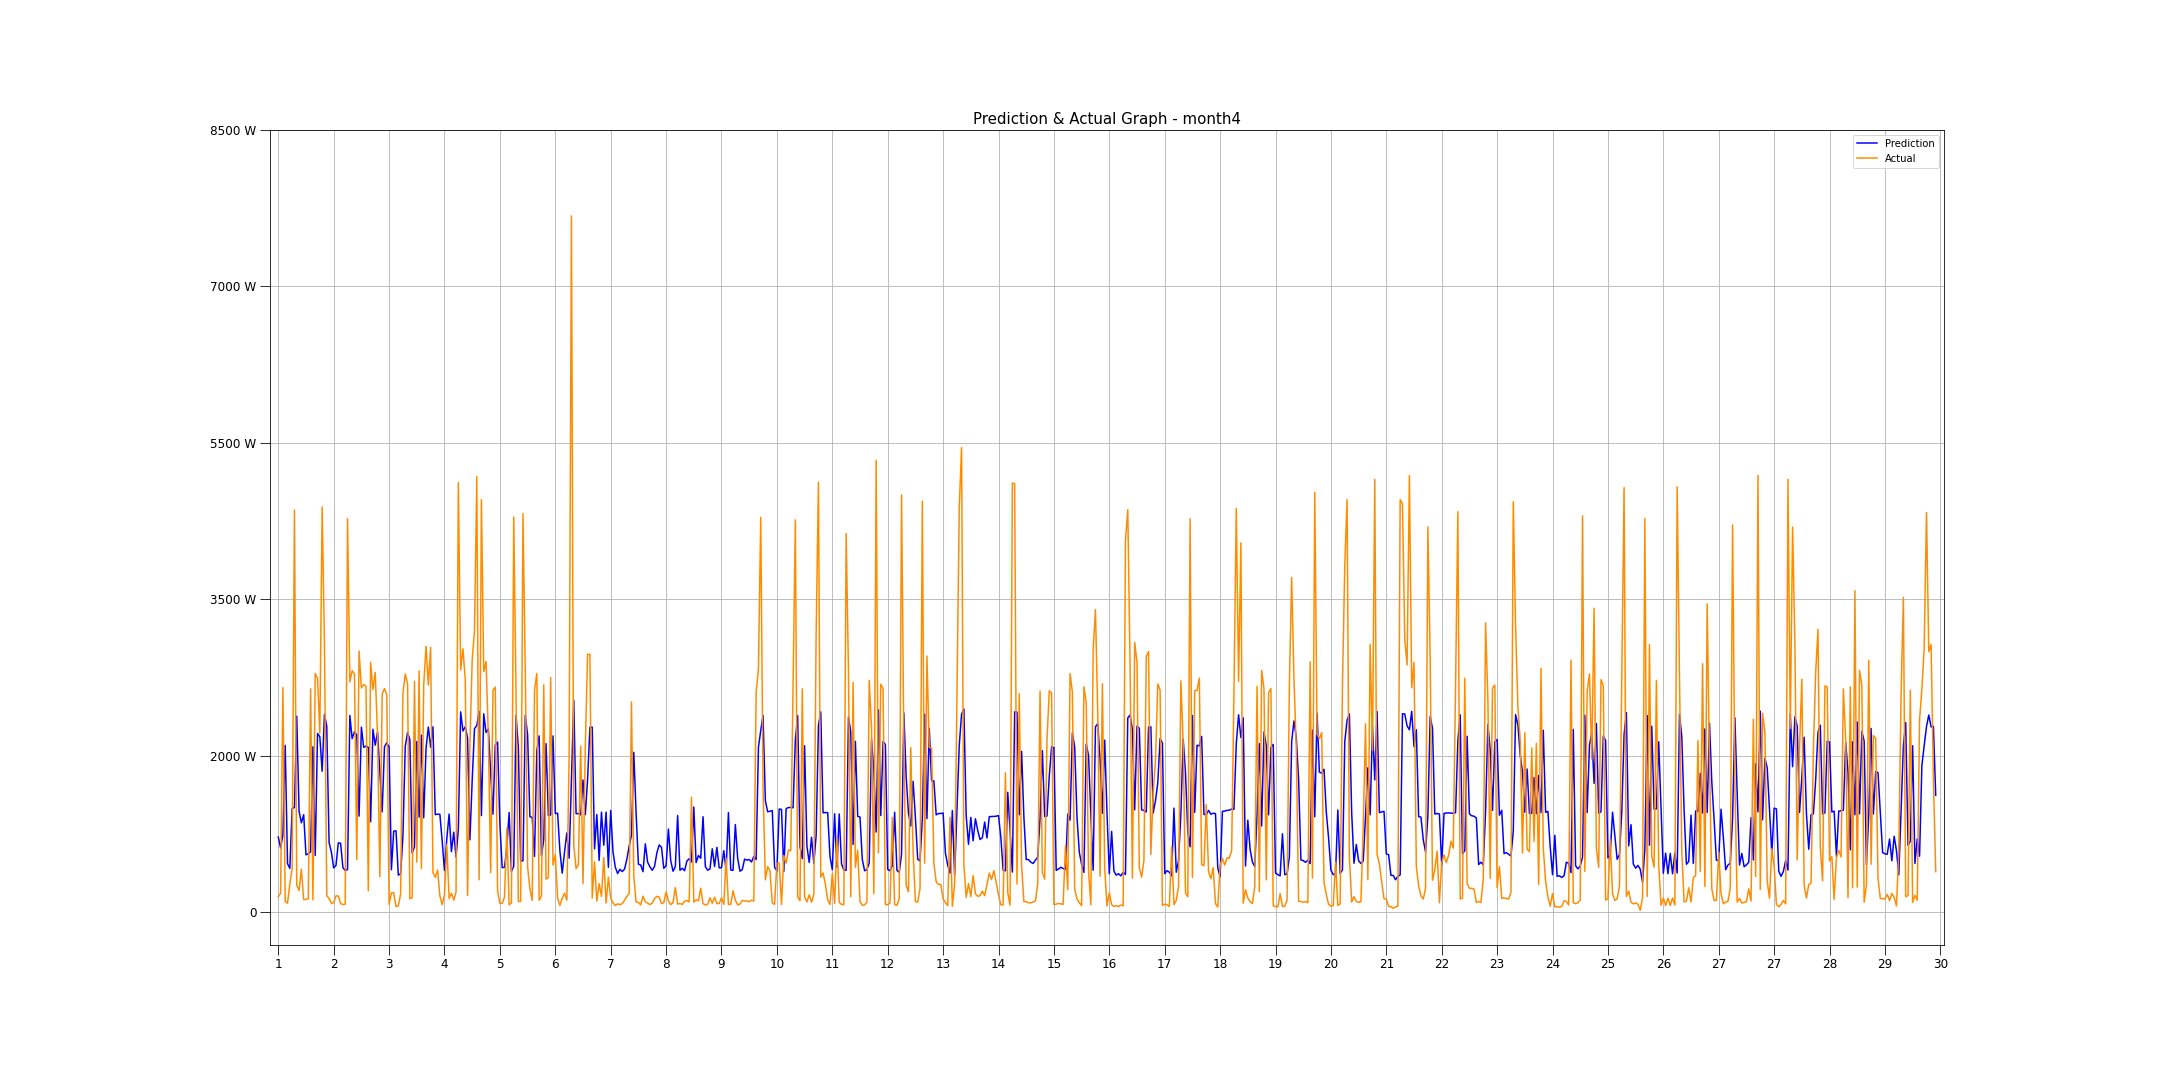 Prediction & Actual Graph - month4
8500 W
7000 W
5500 W
3500 W
2000 W
0
Prediction
Actual
1 2 3 4 5 6 7 8 9 10 11 12 13 14 15 16 17 18 19 20 21 22 23 24 25 26 27 27 28 29 30